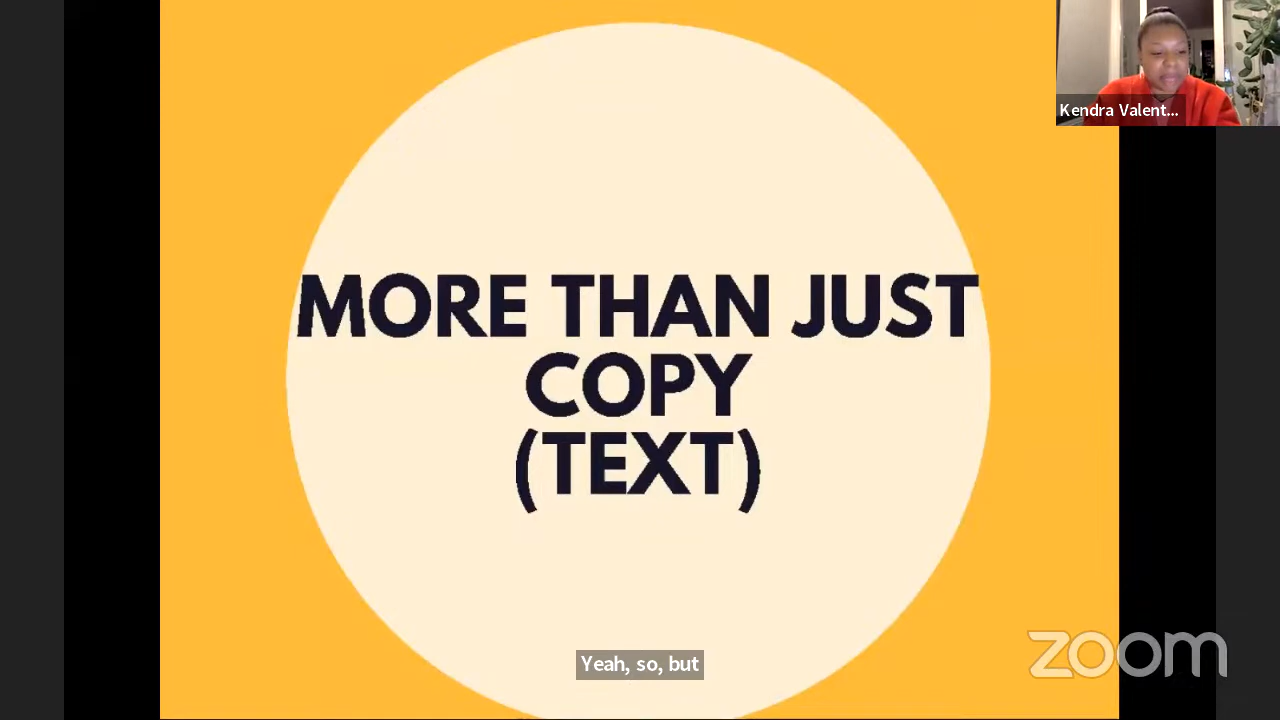 Kendra Valent...
MORE THAN JUST
COPY
(TEXT)
Yeah, so, but
zoom